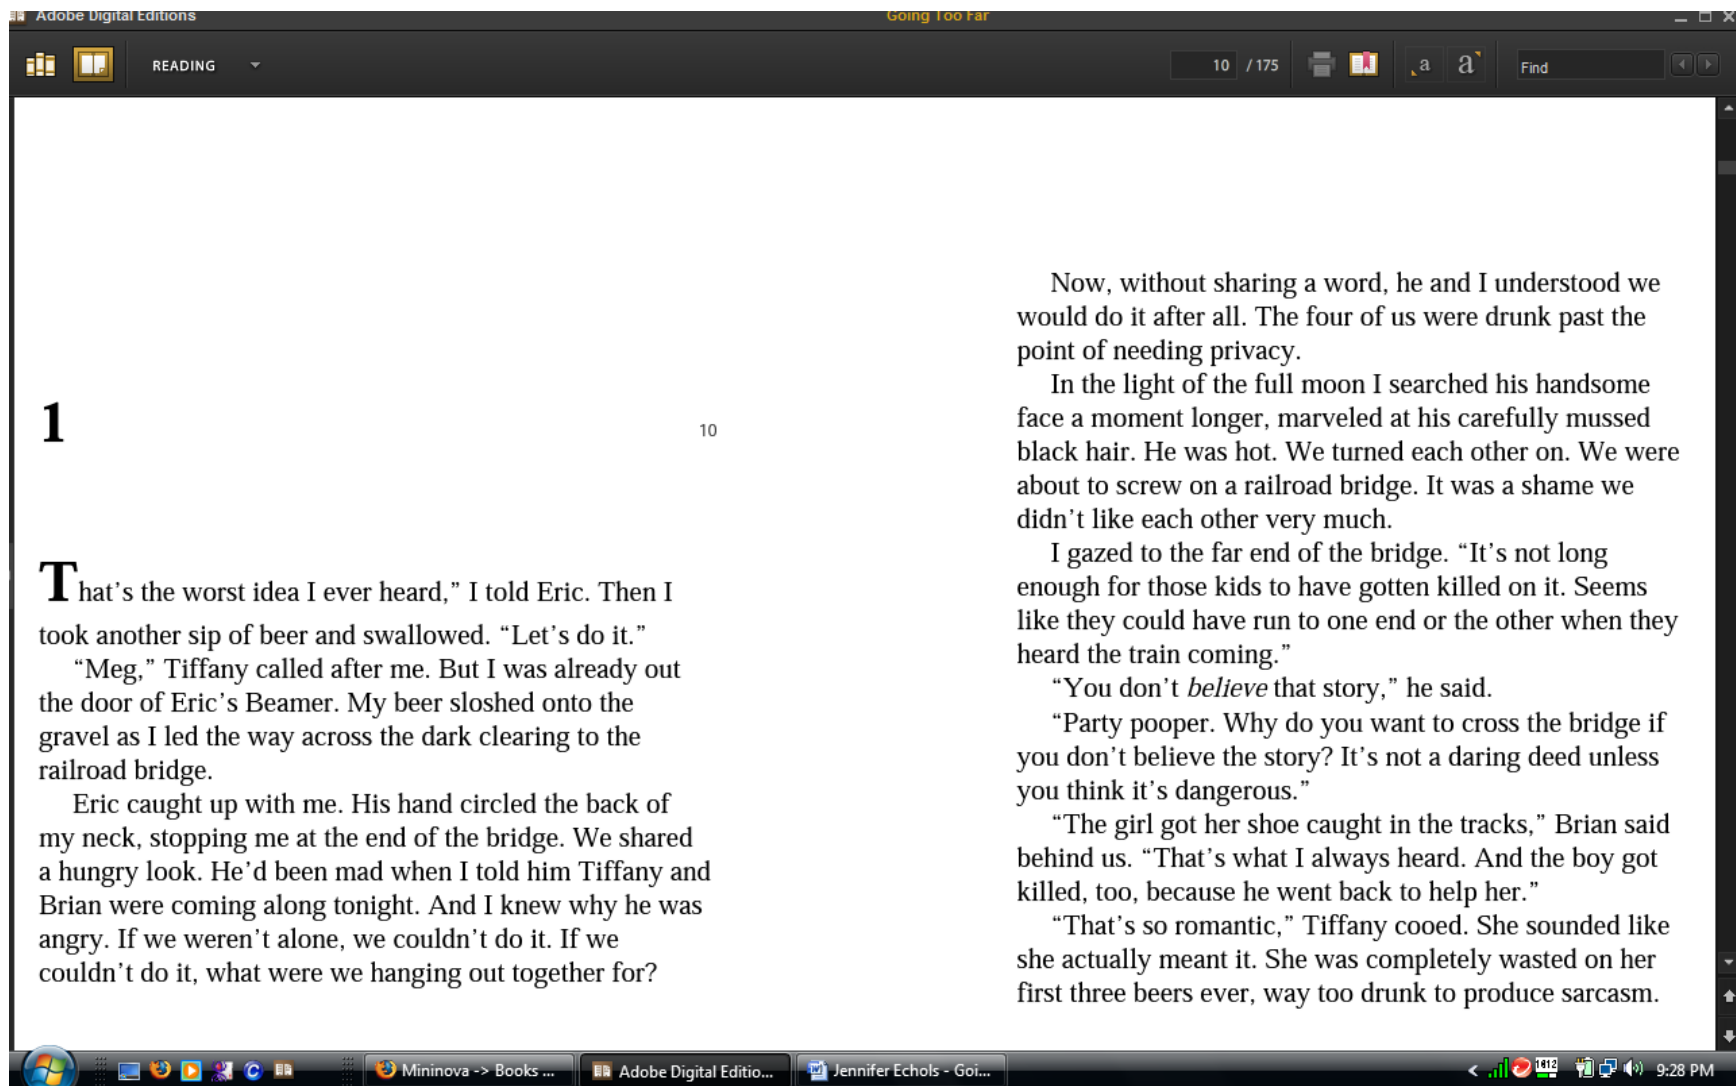 Adobe Digital Editions
Going Too Far
READING
10 / 175
a
a
Find
1
10
That's the worst idea I ever heard,” I told Eric. Then I
took another sip of beer and swallowed. “Let's do it.”
“Meg,” Tiffany called after me. But I was already out
the door of Eric's Beamer. My beer sloshed onto the
gravel as I led the way across the dark clearing to the
railroad bridge.
Eric caught up with me. His hand circled the back of
my neck, stopping me at the end of the bridge. We shared
a hungry look. He'd been mad when I told him Tiffany and
Brian were coming along tonight. And I knew why he was
angry. If we weren't alone, we couldn't do it. If we
couldn't do it, what were we hanging out together for?
Now, without sharing a word, he and I understood we
would do it after all. The four of us were drunk past the
point of needing privacy.
In the light of the full moon I searched his handsome
face a moment longer, marveled at his carefully mussed
black hair. He was hot. We turned each other on. We were
about to screw on a railroad bridge. It was a shame we
didn't like each other very much.
I gazed to the far end of the bridge. “It's not long
enough for those kids to have gotten killed on it. Seems
like they could have run to one end or the other when they
heard the train coming.”
“You don't believe that story,” he said.
“Party pooper. Why do you want to cross the bridge if
you don't believe the story? It's not a daring deed unless
you think it's dangerous.”
“The girl got her shoe caught in the tracks,” Brian said
behind us. “That's what I always heard. And the boy got
killed, too, because he went back to help her.”
“That's so romantic,” Tiffany cooed. She sounded like
she actually meant it. She was completely wasted on her
first three beers ever, way too drunk to produce sarcasm.
Mininova -> Books ...
Adobe Digital Editio...
Jennifer Echols - Goi...
1612
9:28 PM